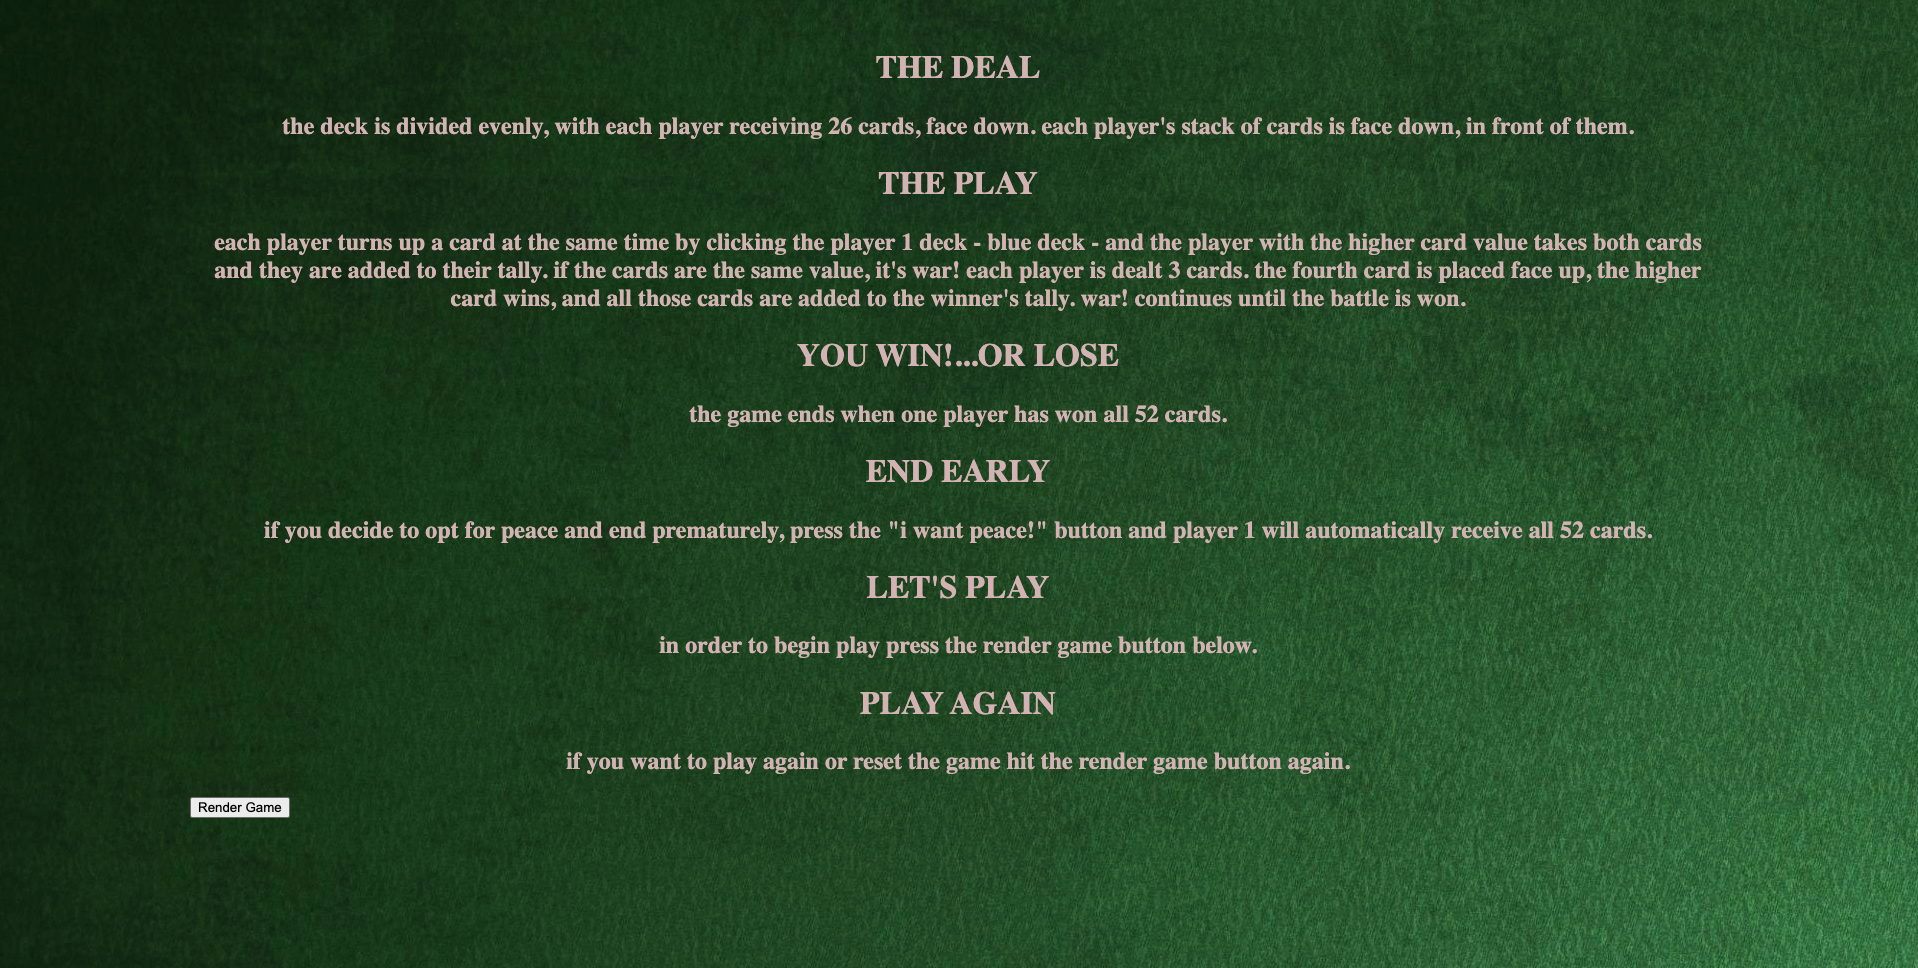 THE DEAL
the deck is divided evenly, with each player receiving 26 cards, face down. each player's stack of cards is face down, in front of them.
THE PLAY
each player turns up a card at the same time by clicking the player 1 deck - blue deck - and the player with the higher card value takes both cards
and they are added to their tally. if the cards are the same value, it's war! each player is dealt 3 cards. the fourth card is placed face up, the higher
card wins, and all those cards are added to the winner's tally. war! continues until the battle is won.
YOU WIN!...OR LOSE
the game ends when one player has won all 52 cards.
END EARLY
if you decide to opt for peace and end prematurely, press the "i want peace!" button and player 1 will automatically receive all 52 cards.
LET'S PLAY
in order to begin play press the render game button below.
PLAY AGAIN
if you want to play again or reset the game hit the render game button again.
Render Game